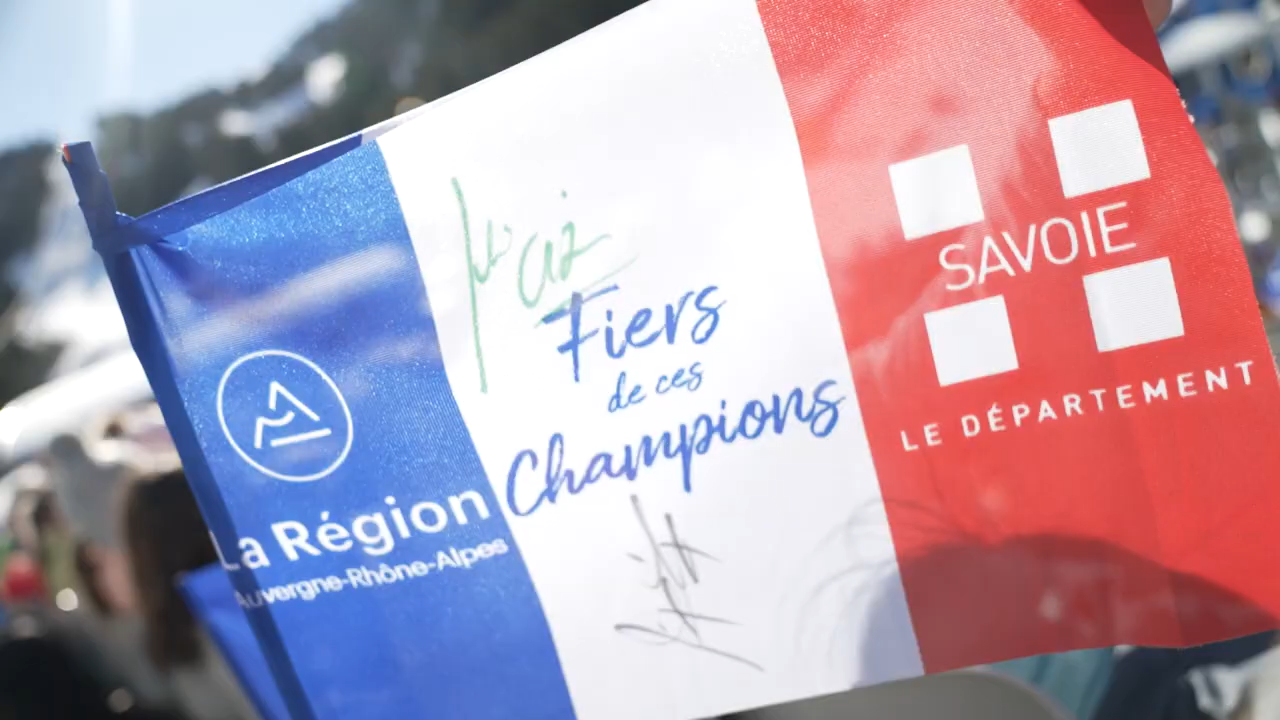 La Région
Auvergne-Rhône-Alpes
Fiers
de ces
Champions
SAVOIE
LE DÉPARTEMENT